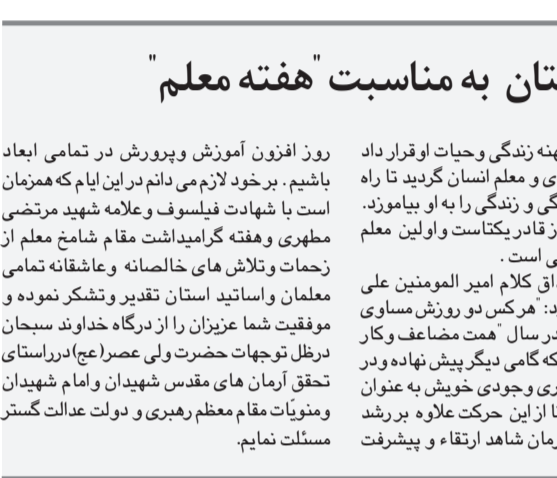 تان به مناسبت "هفته معلم"
هنه زندگی وحیات اوقرار داد
ی و معلم انسان گردید تا راه
گی و زندگی را به او بیاموزد.
ز قادر یکتاست واولین معلم
ی است .
اق کلام امیر المومنین علی
د: "هرکس دو روزش مساوی
در سال "همت مضاعف وکار
که گامی دیگر پیش نهاده ودر
ری وجودی خویش به عنوان
تا از این حرکت علاوه بر رشد
زمان شاهد ارتقاء و پیشرفت
روز افزون آموزش وپرورش در تمامی ابعاد
باشیم. برخود لازم می دانم دراین ایام که همزمان
است با شهادت فیلسوف وعلامه شهید مرتضی
مطهری وهفته گرامیداشت مقام شامخ معلم از
زحمات وتلاش های خالصانه وعاشقانه تمامی
معلمان واساتید استان تقدیر وتشکر نموده و
موفقیت شما عزیزان را از درگاه خداوند سبحان
درظل توجهات حضرت ولی عصر(عج)درراستای
تحقق آرمان های مقدس شهیدان وامام شهیدان
ومنویّات مقام معظم رهبری و دولت عدالت گستر
مسئلت نمایم.